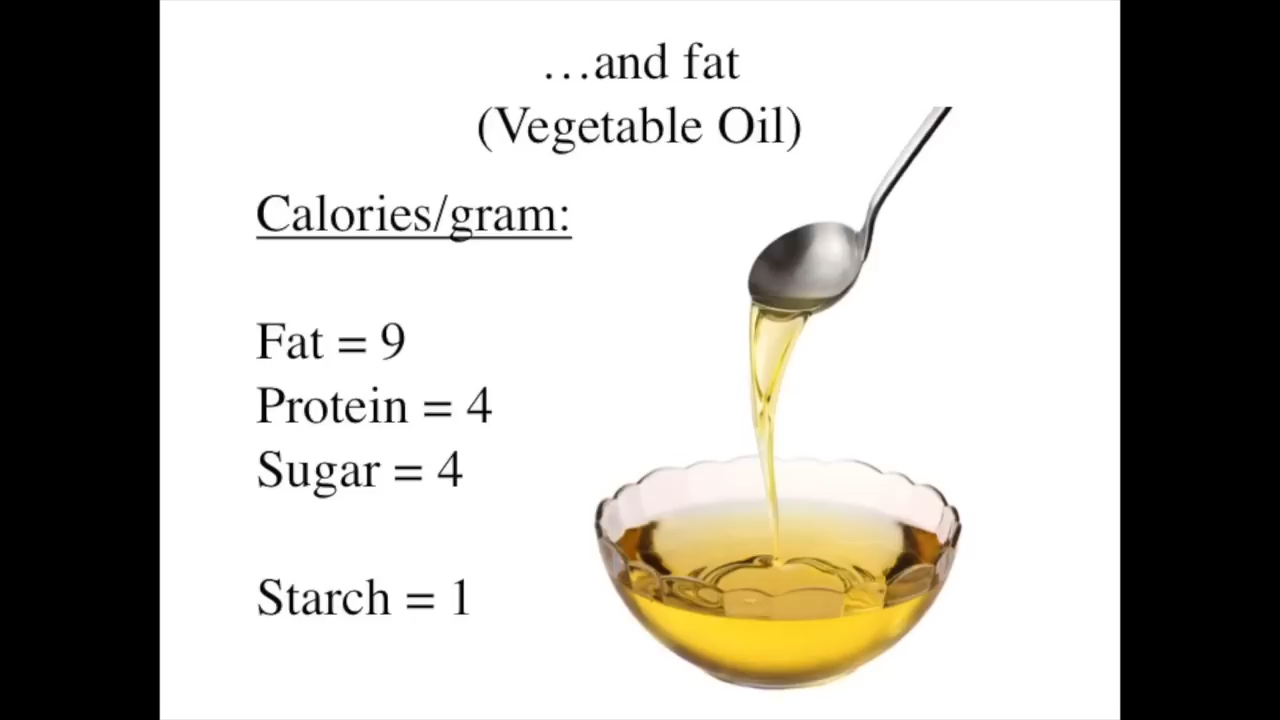 …and fat
(Vegetable Oil)
Calories/gram:
Fat = 9
Protein = 4
Sugar = 4
Starch = 1